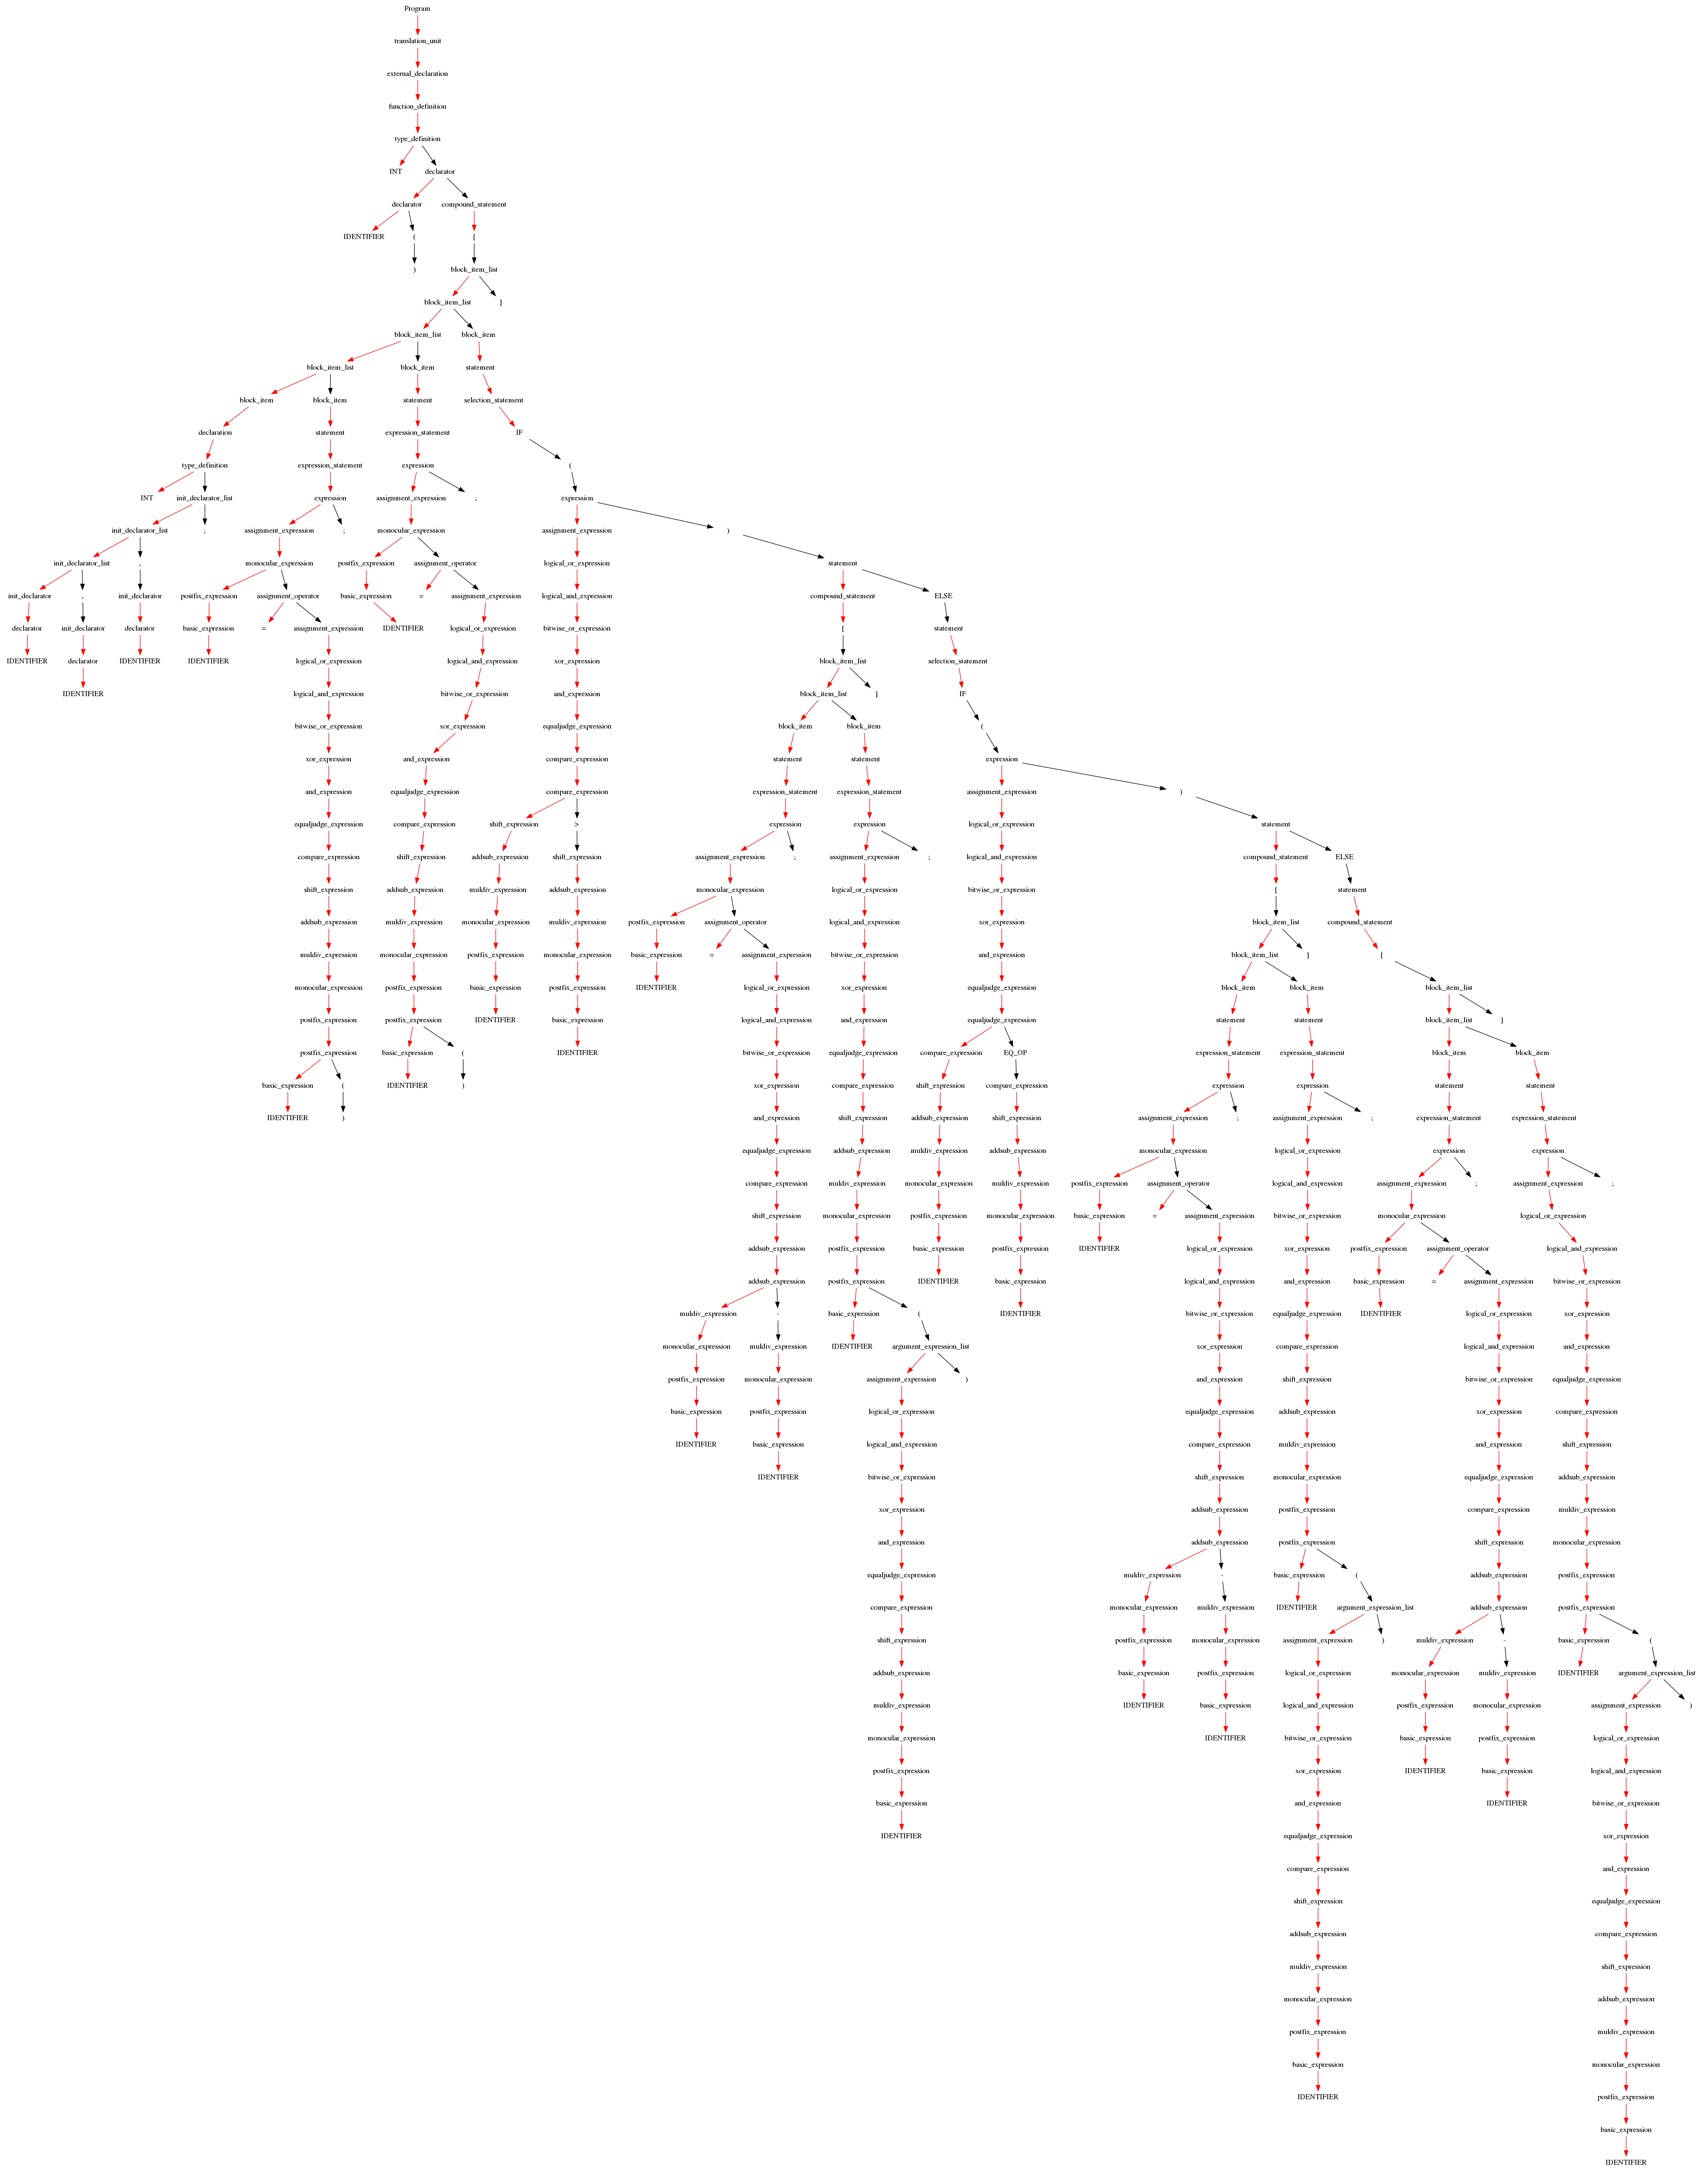 Program
translation_unit
external_declaration
function_definition
type_definition
INT declarator
declarator compound_statement
IDENTIFIER ( {
) block_item_list
block_item_list }
block_item_list block_item
block_item_list block_item statement
block_item block_item statement selection_statement
declaration statement expression_statement IF
type_definition expression_statement expression (
INT init_declarator_list expression assignment_expression ; expression
init_declarator_list ; assignment_expression ; monocular_expression assignment_expression )
init_declarator_list , monocular_expression postfix_expression assignment_operator logical_or_expression statement
init_declarator , init_declarator postfix_expression assignment_operator basic_expression = assignment_expression logical_and_expression compound_statement ELSE
declarator init_declarator declarator basic_expression = assignment_expression IDENTIFIER logical_or_expression bitwise_or_expression { statement
IDENTIFIER declarator IDENTIFIER IDENTIFIER logical_or_expression logical_and_expression xor_expression block_item_list selection_statement
IDENTIFIER logical_and_expression bitwise_or_expression and_expression block_item_list } IF
bitwise_or_expression xor_expression equaljudge_expression block_item block_item (
xor_expression and_expression compare_expression statement statement expression
and_expression equaljudge_expression compare_expression expression_statement expression_statement assignment_expression )
equaljudge_expression compare_expression shift_expression > expression expression logical_or_expression statement
compare_expression shift_expression addsub_expression shift_expression assignment_expression ; assignment_expression ; logical_and_expression compound_statement ELSE
shift_expression addsub_expression muldiv_expression addsub_expression monocular_expression logical_or_expression bitwise_or_expression { statement
addsub_expression muldiv_expression monocular_expression muldiv_expression postfix_expression assignment_operator logical_and_expression xor_expression block_item_list compound_statement
muldiv_expression monocular_expression postfix_expression monocular_expression basic_expression = assignment_expression bitwise_or_expression and_expression block_item_list } {
monocular_expression postfix_expression basic_expression postfix_expression IDENTIFIER logical_or_expression xor_expression equaljudge_expression block_item block_item block_item_list
postfix_expression postfix_expression IDENTIFIER basic_expression logical_and_expression and_expression equaljudge_expression statement statement block_item_list }
postfix_expression basic_expression ( IDENTIFIER bitwise_or_expression equaljudge_expression compare_expression EQ_OP expression_statement expression_statement block_item block_item
basic_expression ( IDENTIFIER ) xor_expression compare_expression shift_expression compare_expression expression expression statement statement
IDENTIFIER ) and_expression shift_expression addsub_expression shift_expression assignment_expression ; assignment_expression ; expression_statement expression_statement
equaljudge_expression addsub_expression muldiv_expression addsub_expression monocular_expression logical_or_expression expression expression
compare_expression muldiv_expression monocular_expression muldiv_expression postfix_expression assignment_operator logical_and_expression assignment_expression ; assignment_expression ;
shift_expression monocular_expression postfix_expression monocular_expression basic_expression = assignment_expression bitwise_or_expression monocular_expression logical_or_expression
addsub_expression postfix_expression basic_expression postfix_expression IDENTIFIER logical_or_expression xor_expression postfix_expression assignment_operator logical_and_expression
addsub_expression postfix_expression IDENTIFIER basic_expression logical_and_expression and_expression basic_expression = assignment_expression bitwise_or_expression
muldiv_expression - basic_expression ( IDENTIFIER bitwise_or_expression equaljudge_expression IDENTIFIER logical_or_expression xor_expression
monocular_expression muldiv_expression IDENTIFIER argument_expression_list xor_expression compare_expression logical_and_expression and_expression
postfix_expression monocular_expression assignment_expression ) and_expression shift_expression bitwise_or_expression equaljudge_expression
basic_expression postfix_expression logical_or_expression equaljudge_expression addsub_expression xor_expression compare_expression
IDENTIFIER basic_expression logical_and_expression compare_expression muldiv_expression and_expression shift_expression
IDENTIFIER bitwise_or_expression shift_expression monocular_expression equaljudge_expression addsub_expression
xor_expression addsub_expression postfix_expression compare_expression muldiv_expression
and_expression addsub_expression postfix_expression shift_expression monocular_expression
equaljudge_expression muldiv_expression - basic_expression ( addsub_expression postfix_expression
compare_expression monocular_expression muldiv_expression IDENTIFIER argument_expression_list addsub_expression postfix_expression
shift_expression postfix_expression monocular_expression assignment_expression ) muldiv_expression - basic_expression (
addsub_expression basic_expression postfix_expression logical_or_expression monocular_expression muldiv_expression IDENTIFIER argument_expression_list
muldiv_expression IDENTIFIER basic_expression logical_and_expression postfix_expression monocular_expression assignment_expression )
monocular_expression IDENTIFIER bitwise_or_expression basic_expression postfix_expression logical_or_expression
postfix_expression xor_expression IDENTIFIER basic_expression logical_and_expression
basic_expression and_expression IDENTIFIER bitwise_or_expression
IDENTIFIER equaljudge_expression xor_expression
compare_expression and_expression
shift_expression equaljudge_expression
addsub_expression compare_expression
muldiv_expression shift_expression
monocular_expression addsub_expression
postfix_expression muldiv_expression
basic_expression monocular_expression
IDENTIFIER postfix_expression
basic_expression
IDENTIFIER